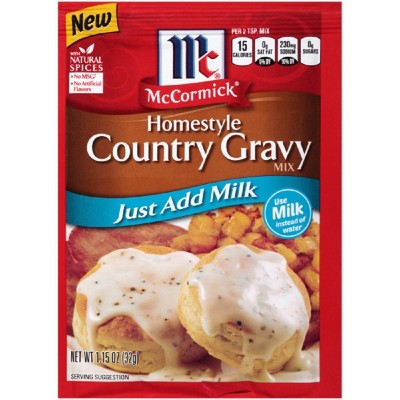 New
with NATURAL SPICES
• No MSG*
• No Artificial
Flavors
PER 2 TSP. MIX
15
CALORIES
0g
SAT FAT
0% DV
230mg
SODIUM
10% DV
0g
SUGARS
Mc
McCormick®
Homestyle
Country Gravy
MIX
Just Add Milk
Use
Milk
instead of
water
NET WT 1.15 OZ (32g)
SERVING SUGGESTION